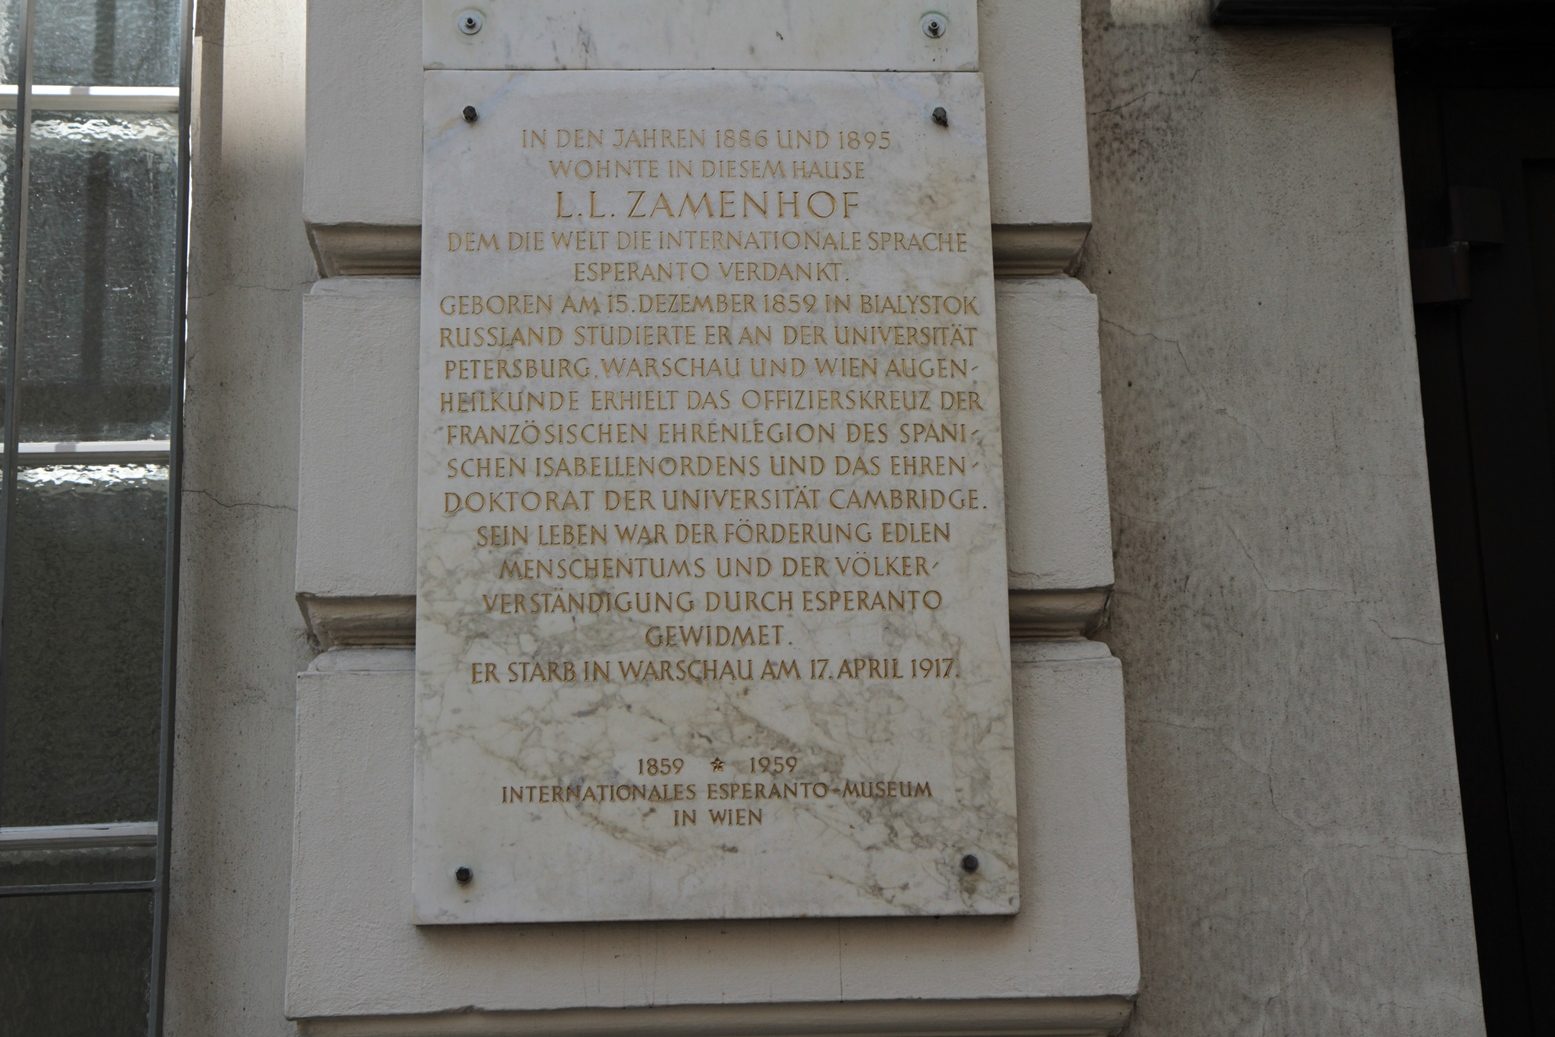 IN DEN JAHREN 1886 UND 1895
WOHNTE IN DIESEM HAUSE
L.L. ZAMENHOF
DEM DIE WELT DIE INTERNATIONALE SPRACHE
ESPERANTO VERDANKT.
GEBOREN AM 15. DEZEMBER 1859 IN BIALYSTOK
RUSSLAND STUDIERTE ER AN DER UNIVERSITÄT
PETERSBURG, WARSCHAU UND WIEN AUGEN-
HEILKUNDE ERHIELT DAS OFFIZIERSKREUZ DER
FRANZÖSISCHEN EHRENLEGION DES SPANI-
SCHEN ISABELLENORDENS UND DAS EHREN-
DOKTORAT DER UNIVERSITÄT CAMBRIDGE.
SEIN LEBEN WAR DER FÖRDERUNG EDLEN
MENSCHENTUMS UND DER VÖLKER-
VERSTÄNDIGUNG DURCH ESPERANTO
GEWIDMET.
ER STARB IN WARSCHAU AM 17. APRIL 1917
1859 * 1959
INTERNATIONALES ESPERANTO-MUSEUM
IN WIEN